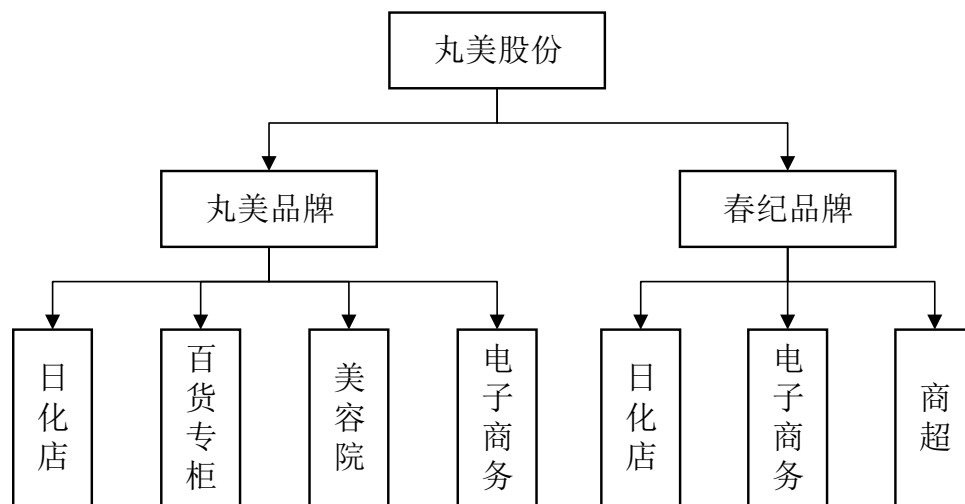 丸美股份
丸美品牌
春纪品牌
日化店
百货专柜
美容院
电子商务
日化店
电子商务
商超